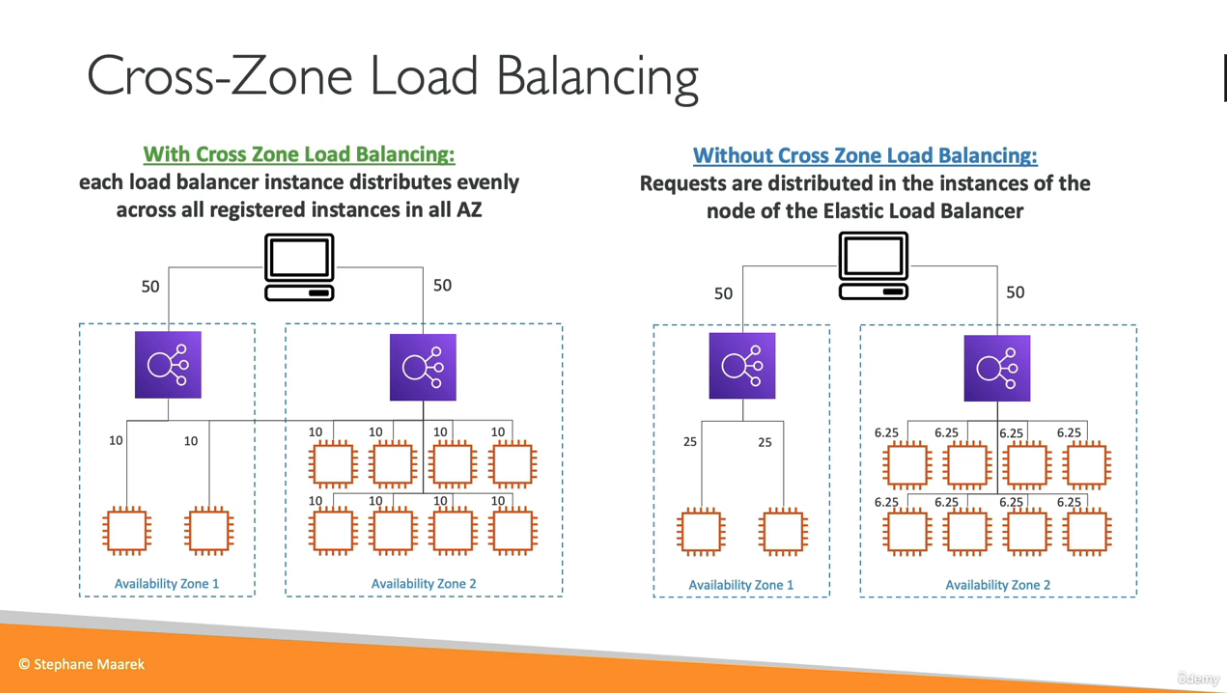 Cross-Zone Load Balancing
With Cross Zone Load Balancing:
each load balancer instance distributes evenly
across all registered instances in all AZ
50
50
10
10
10
10
10
10
10
10
10
10
Availability Zone 1
Availability Zone 2
Without Cross Zone Load Balancing:
Requests are distributed in the instances of the
node of the Elastic Load Balancer
50
50
25
25
6.25
6.25
6.25
6.25
6.25
6.25
6.25
6.25
Availability Zone 1
Availability Zone 2
© Stephane Maarek
ûdemy